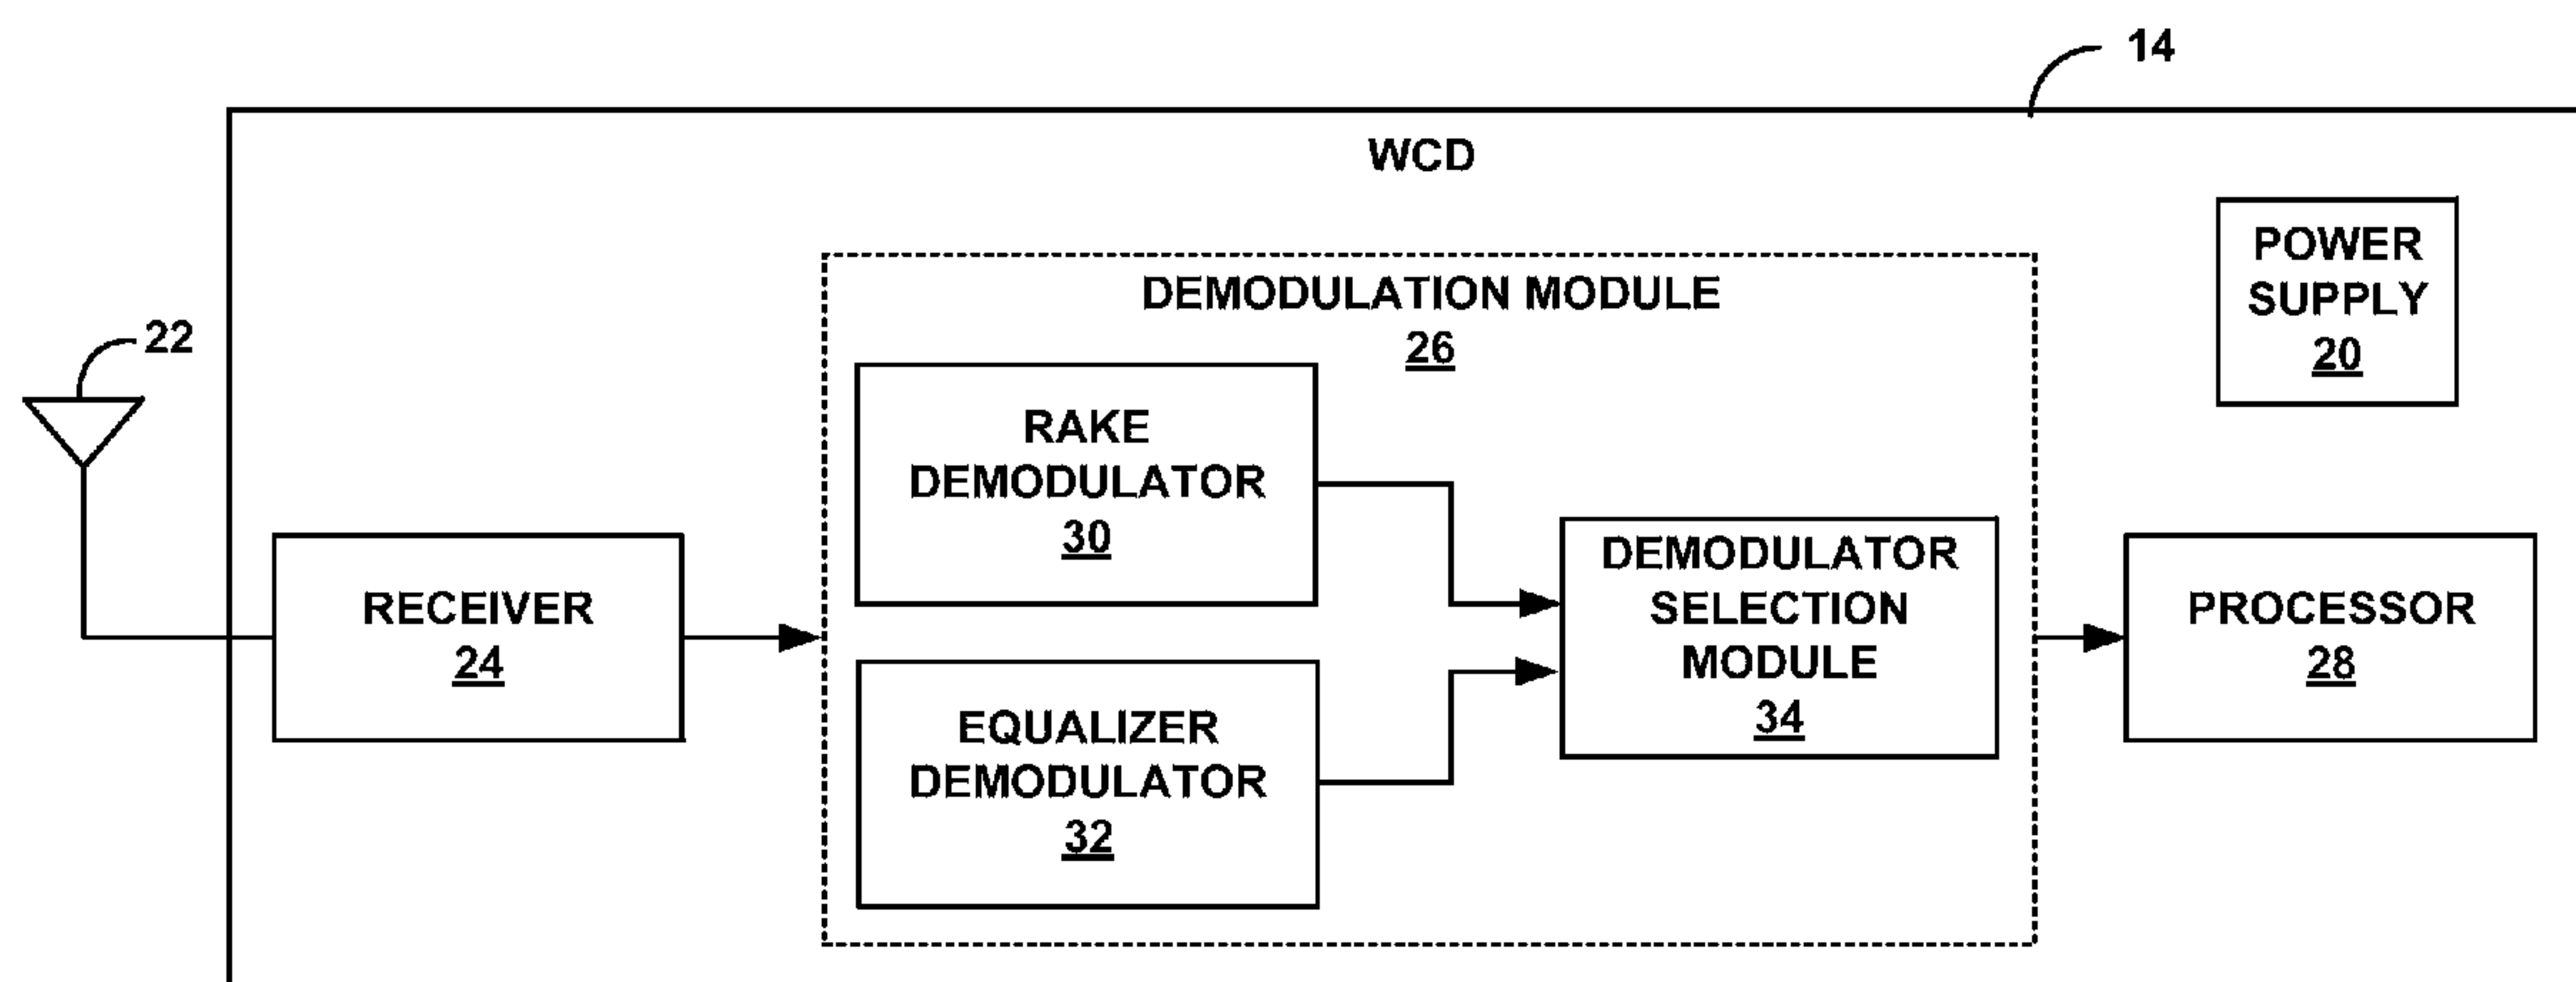 14
WCD
POWER
SUPPLY
20
22
DEMODULATION MODULE
26
RAKE
DEMODULATOR
30
RECEIVER
24
EQUALIZER
DEMODULATOR
32
DEMODULATOR
SELECTION
MODULE
34
PROCESSOR
28